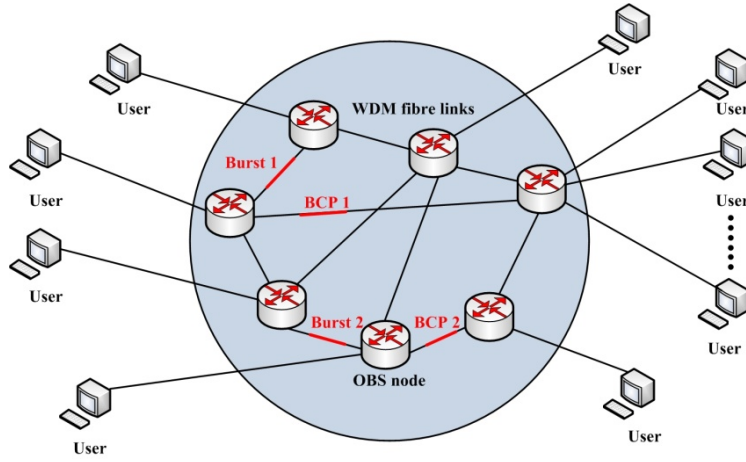 User
User
WDM fibre links
User
Burst 1
User
User
BCP 1
User
Burst 2
BCP 2
User
OBS node
User
User